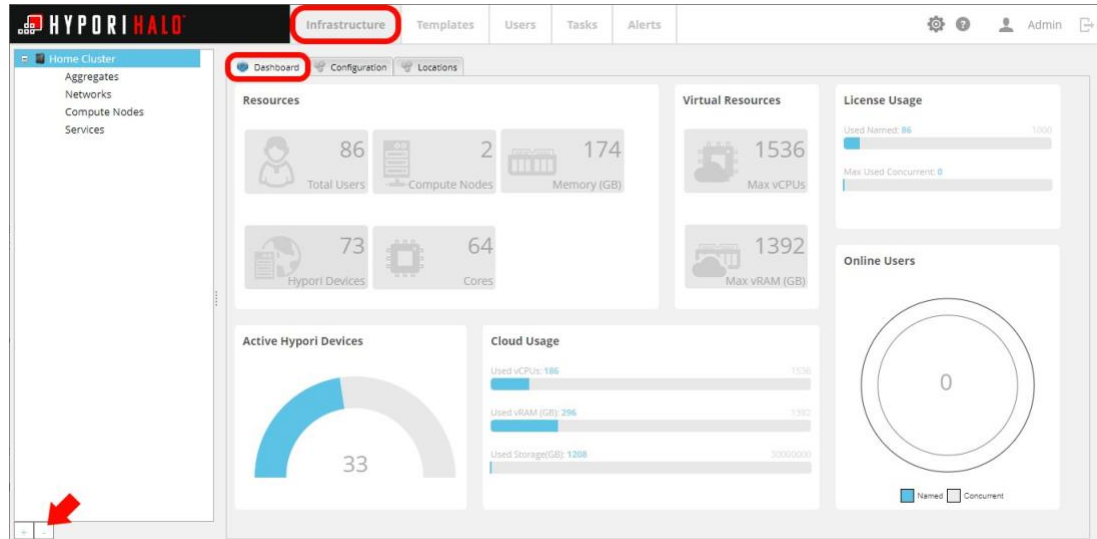 HYPORI HALO
Infrastructure
Templates
Users
Tasks
Alerts
Admin
Home Cluster
Aggregates
Networks
Compute Nodes
Services
Dashboard
Configuration
Locations
Resources
86
Total Users
2
Compute Nodes
174
Memory (GB)
73
Hypori Devices
64
Cores
Virtual Resources
1536
Max vCPUs
1392
Max vRAM (GB)
License Usage
Used Named: 86
1000
Max Used Concurrent: 0
Active Hypori Devices
33
Cloud Usage
Used vCPUs: 186
1536
Used vRAM (GB): 296
1392
Used Storage(GB): 1208
Online Users
0
Named
Concurrent
+
-